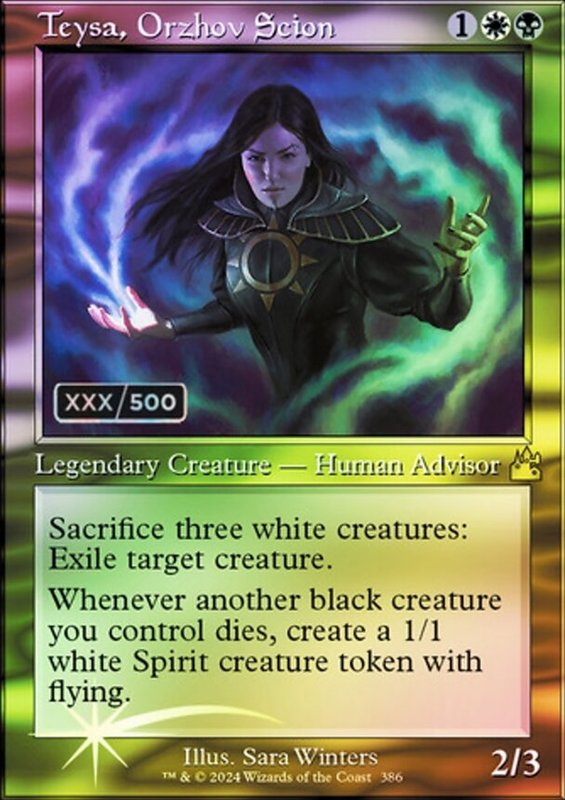 Teysa, Orzhov Scion 1
XXX/500
Legendary Creature — Human Advisor
Sacrifice three white creatures:
Exile target creature.
Whenever another black creature
you control dies, create a 1/1
white Spirit creature token with
flying.
Illus. Sara Winters
™ & © 2024 Wizards of the Coast 386
2/3